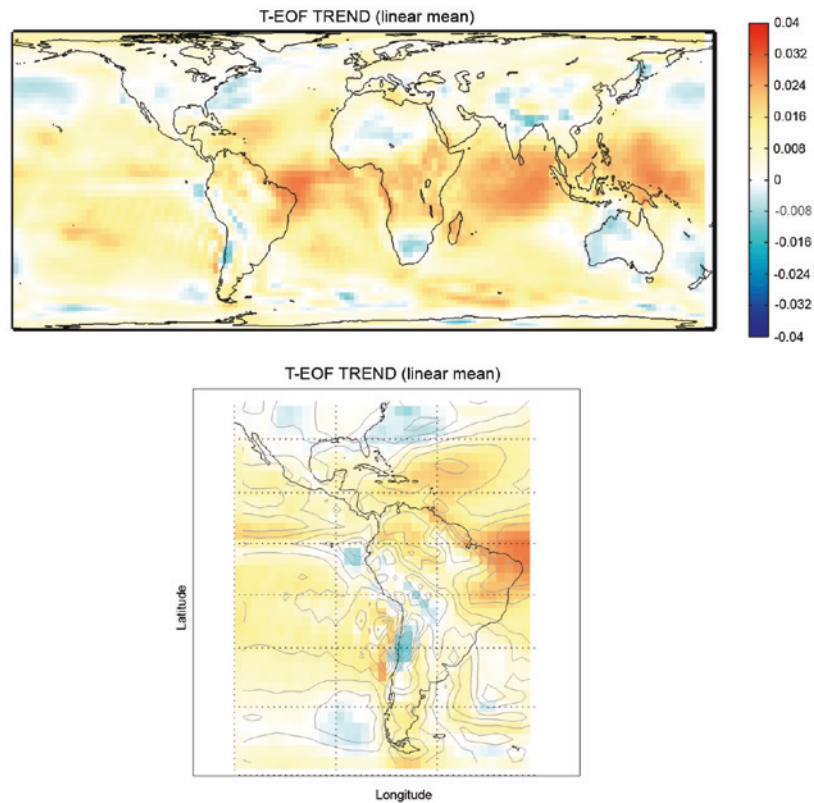 T-EOF TREND (linear mean)
0.04
0.032
0.024
0.016
0.008
0
-0.008
-0.016
-0.024
-0.032
-0.04
T-EOF TREND (linear mean)
Latitude
Longitude